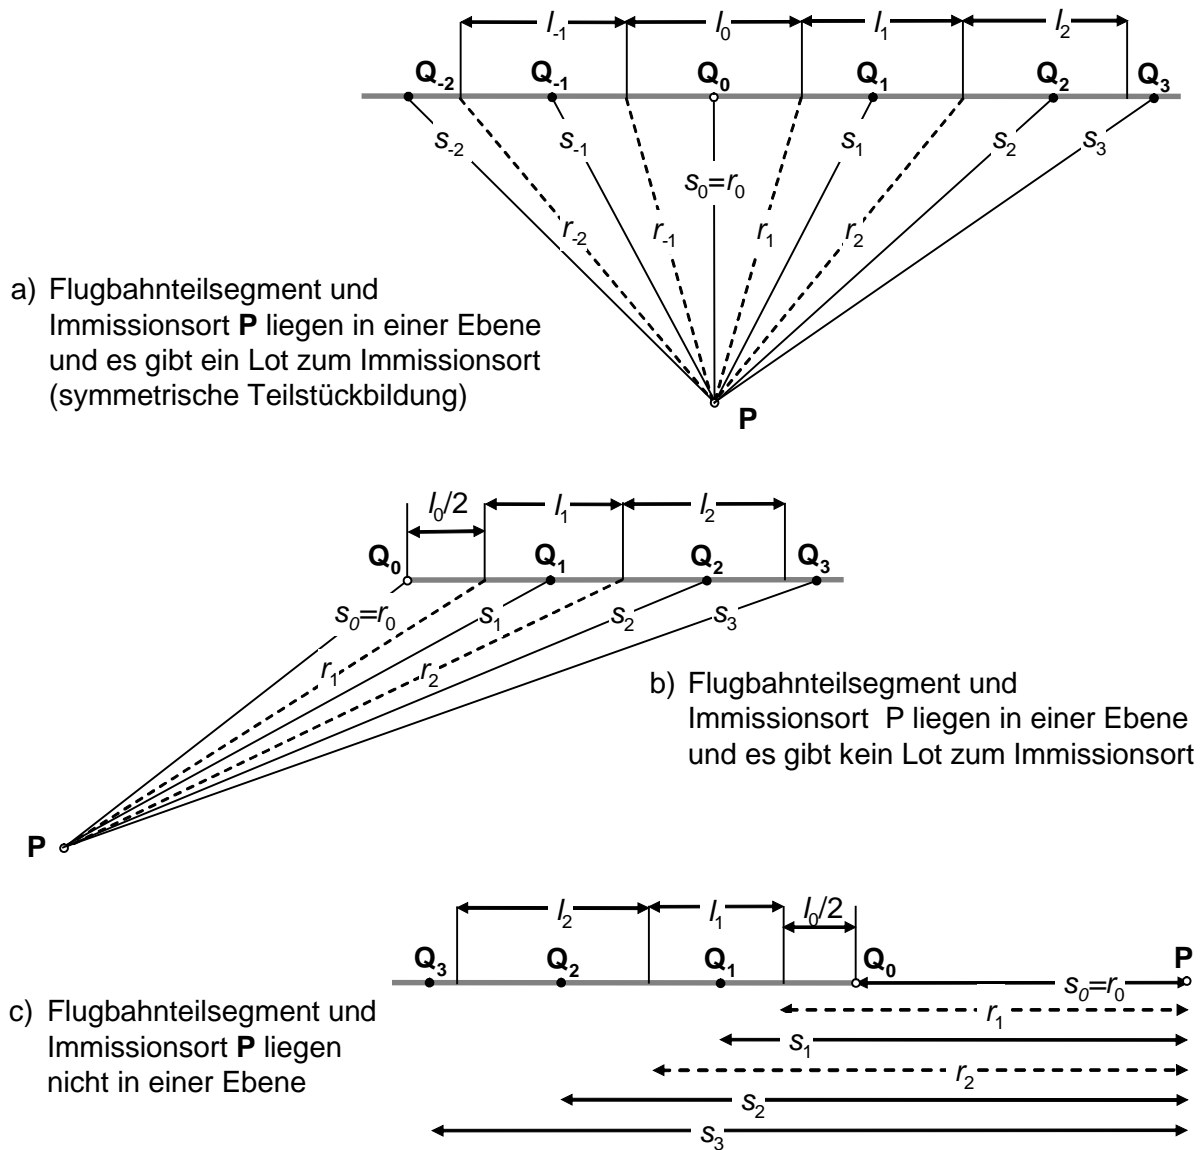 l-1 l0 l1 l2
Q-2 Q-1 Q0 Q1 Q2 Q3
s-2 s-1 s1 s2 s3
s0=r0
r-2 r-1 r1 r2
a) Flugbahnteilsegment und
Immissionsort P liegen in einer Ebene
und es gibt ein Lot zum Immissionsort
(symmetrische Teilstückbildung)
P
l0/2 l1 l2
Q0 Q1 Q2 Q3
s0=r0 s1 s2 s3
r1 r2
b) Flugbahnteilsegment und
Immissionsort P liegen in einer Ebene
und es gibt kein Lot zum Immissionsort
P
l2 l1 l0/2
Q3 Q2 Q1 Q0 P
s0=r0
c) Flugbahnteilsegment und
Immissionsort P liegen
nicht in einer Ebene
r1
s1
r2
s2
s3